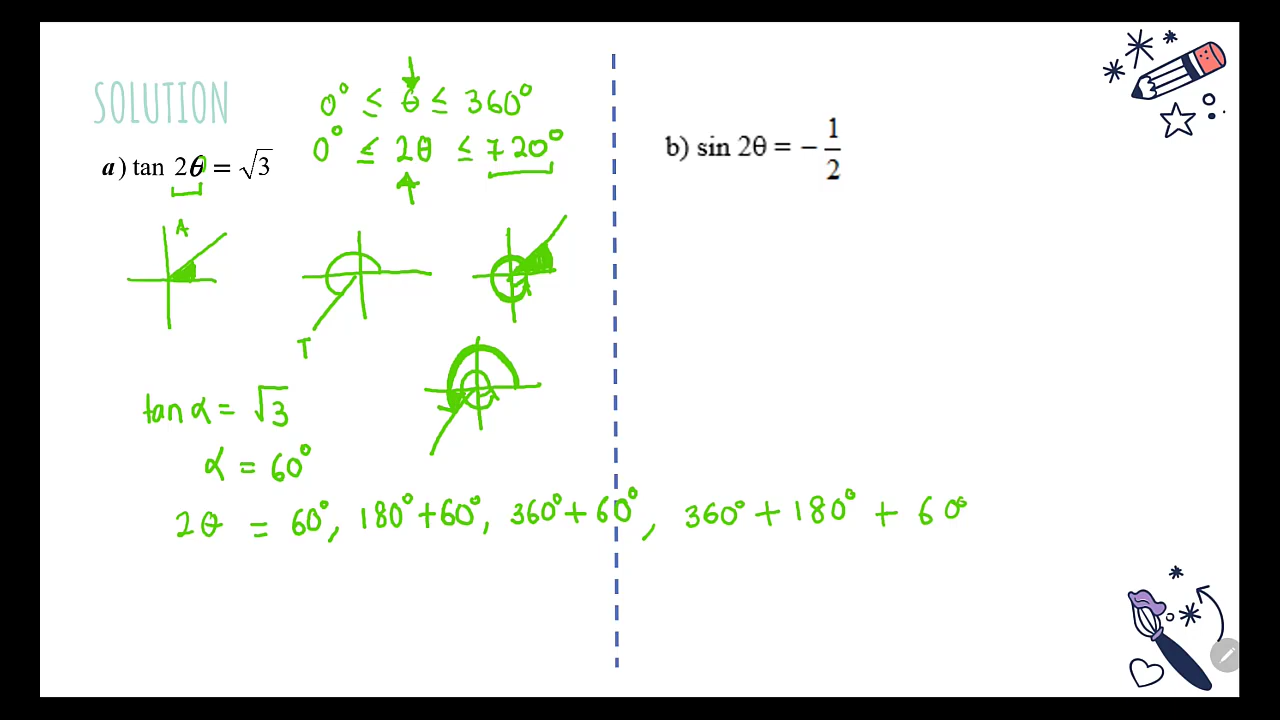 SOLUTION
0° ≤ θ ≤ 360°
0° ≤ 2θ ≤ 720°
a) tan 2θ = √3
A
T
tan α = √3
α = 60°
2θ = 60°, 180° + 60°, 360° + 60°, 360° + 180° + 60°
b) sin 2θ = - 1/2